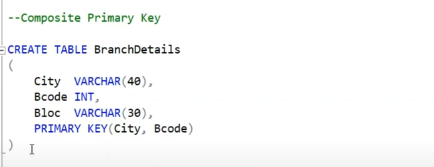 --Composite Primary Key
CREATE TABLE BranchDetails
(
City VARCHAR(40),
Bcode INT,
Bloc VARCHAR(30),
PRIMARY KEY(City, Bcode)
)